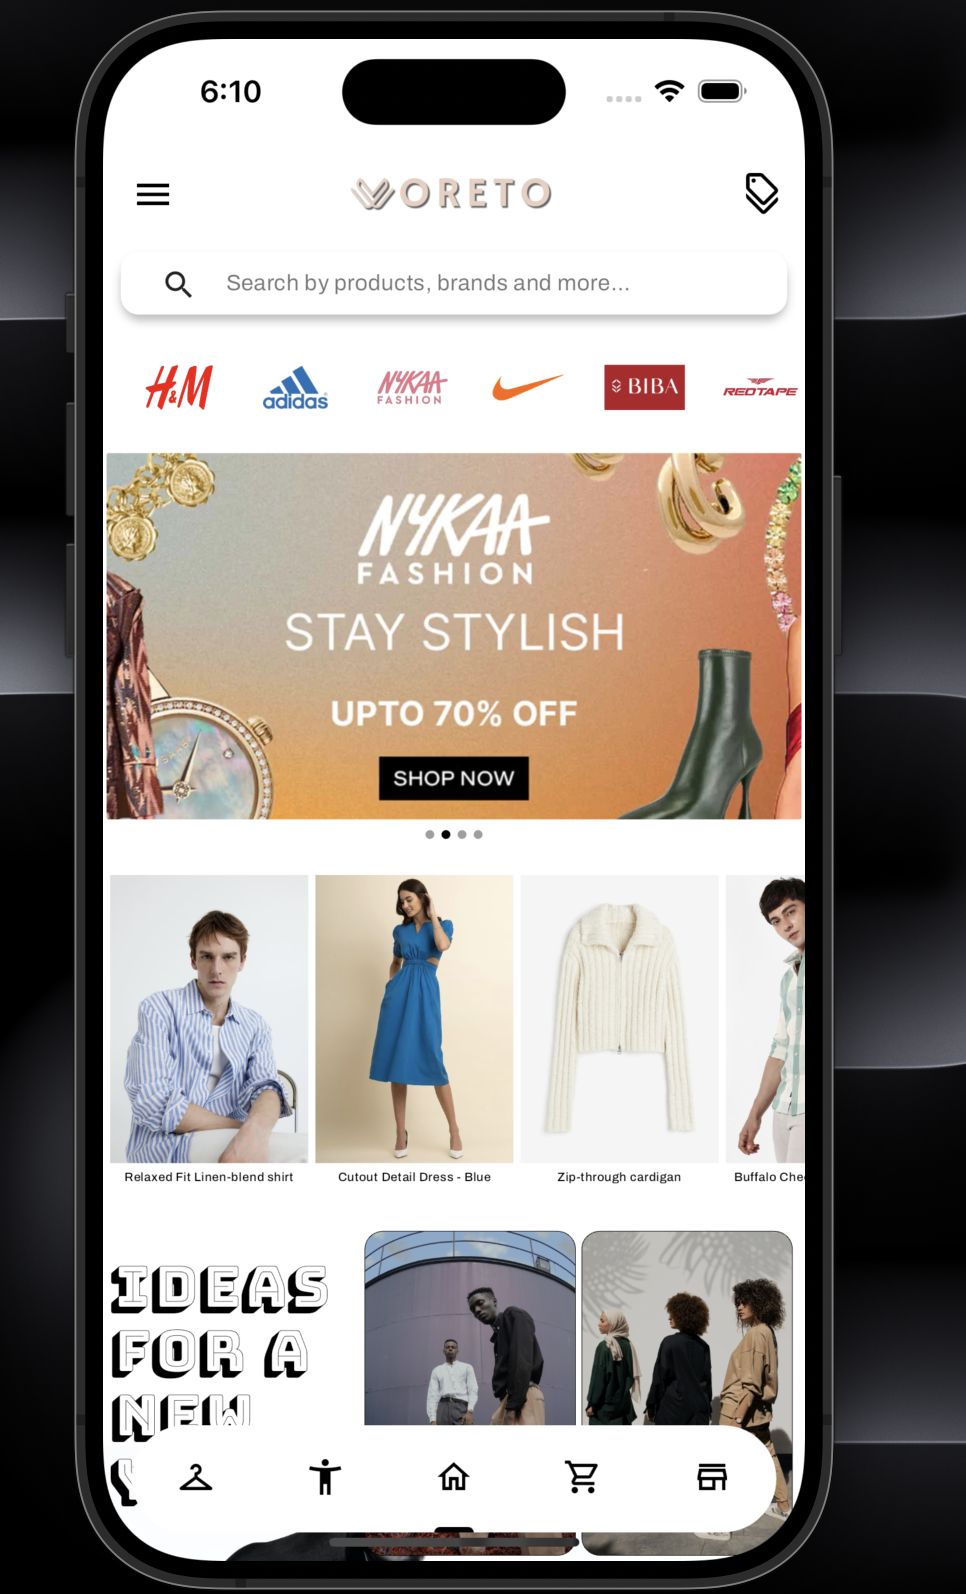 6:10
WORETO
Search by products, brands and more...
H&M
adidas
NYKAA
FASHION
BIBA
REDTAPE
NYKAA
FASHION
STAY STYLISH
UPTO 70% OFF
SHOP NOW
Relaxed Fit Linen-blend shirt
Cutout Detail Dress - Blue
Zip-through cardigan
Buffalo Che
IDEAS
FOR A
NEW